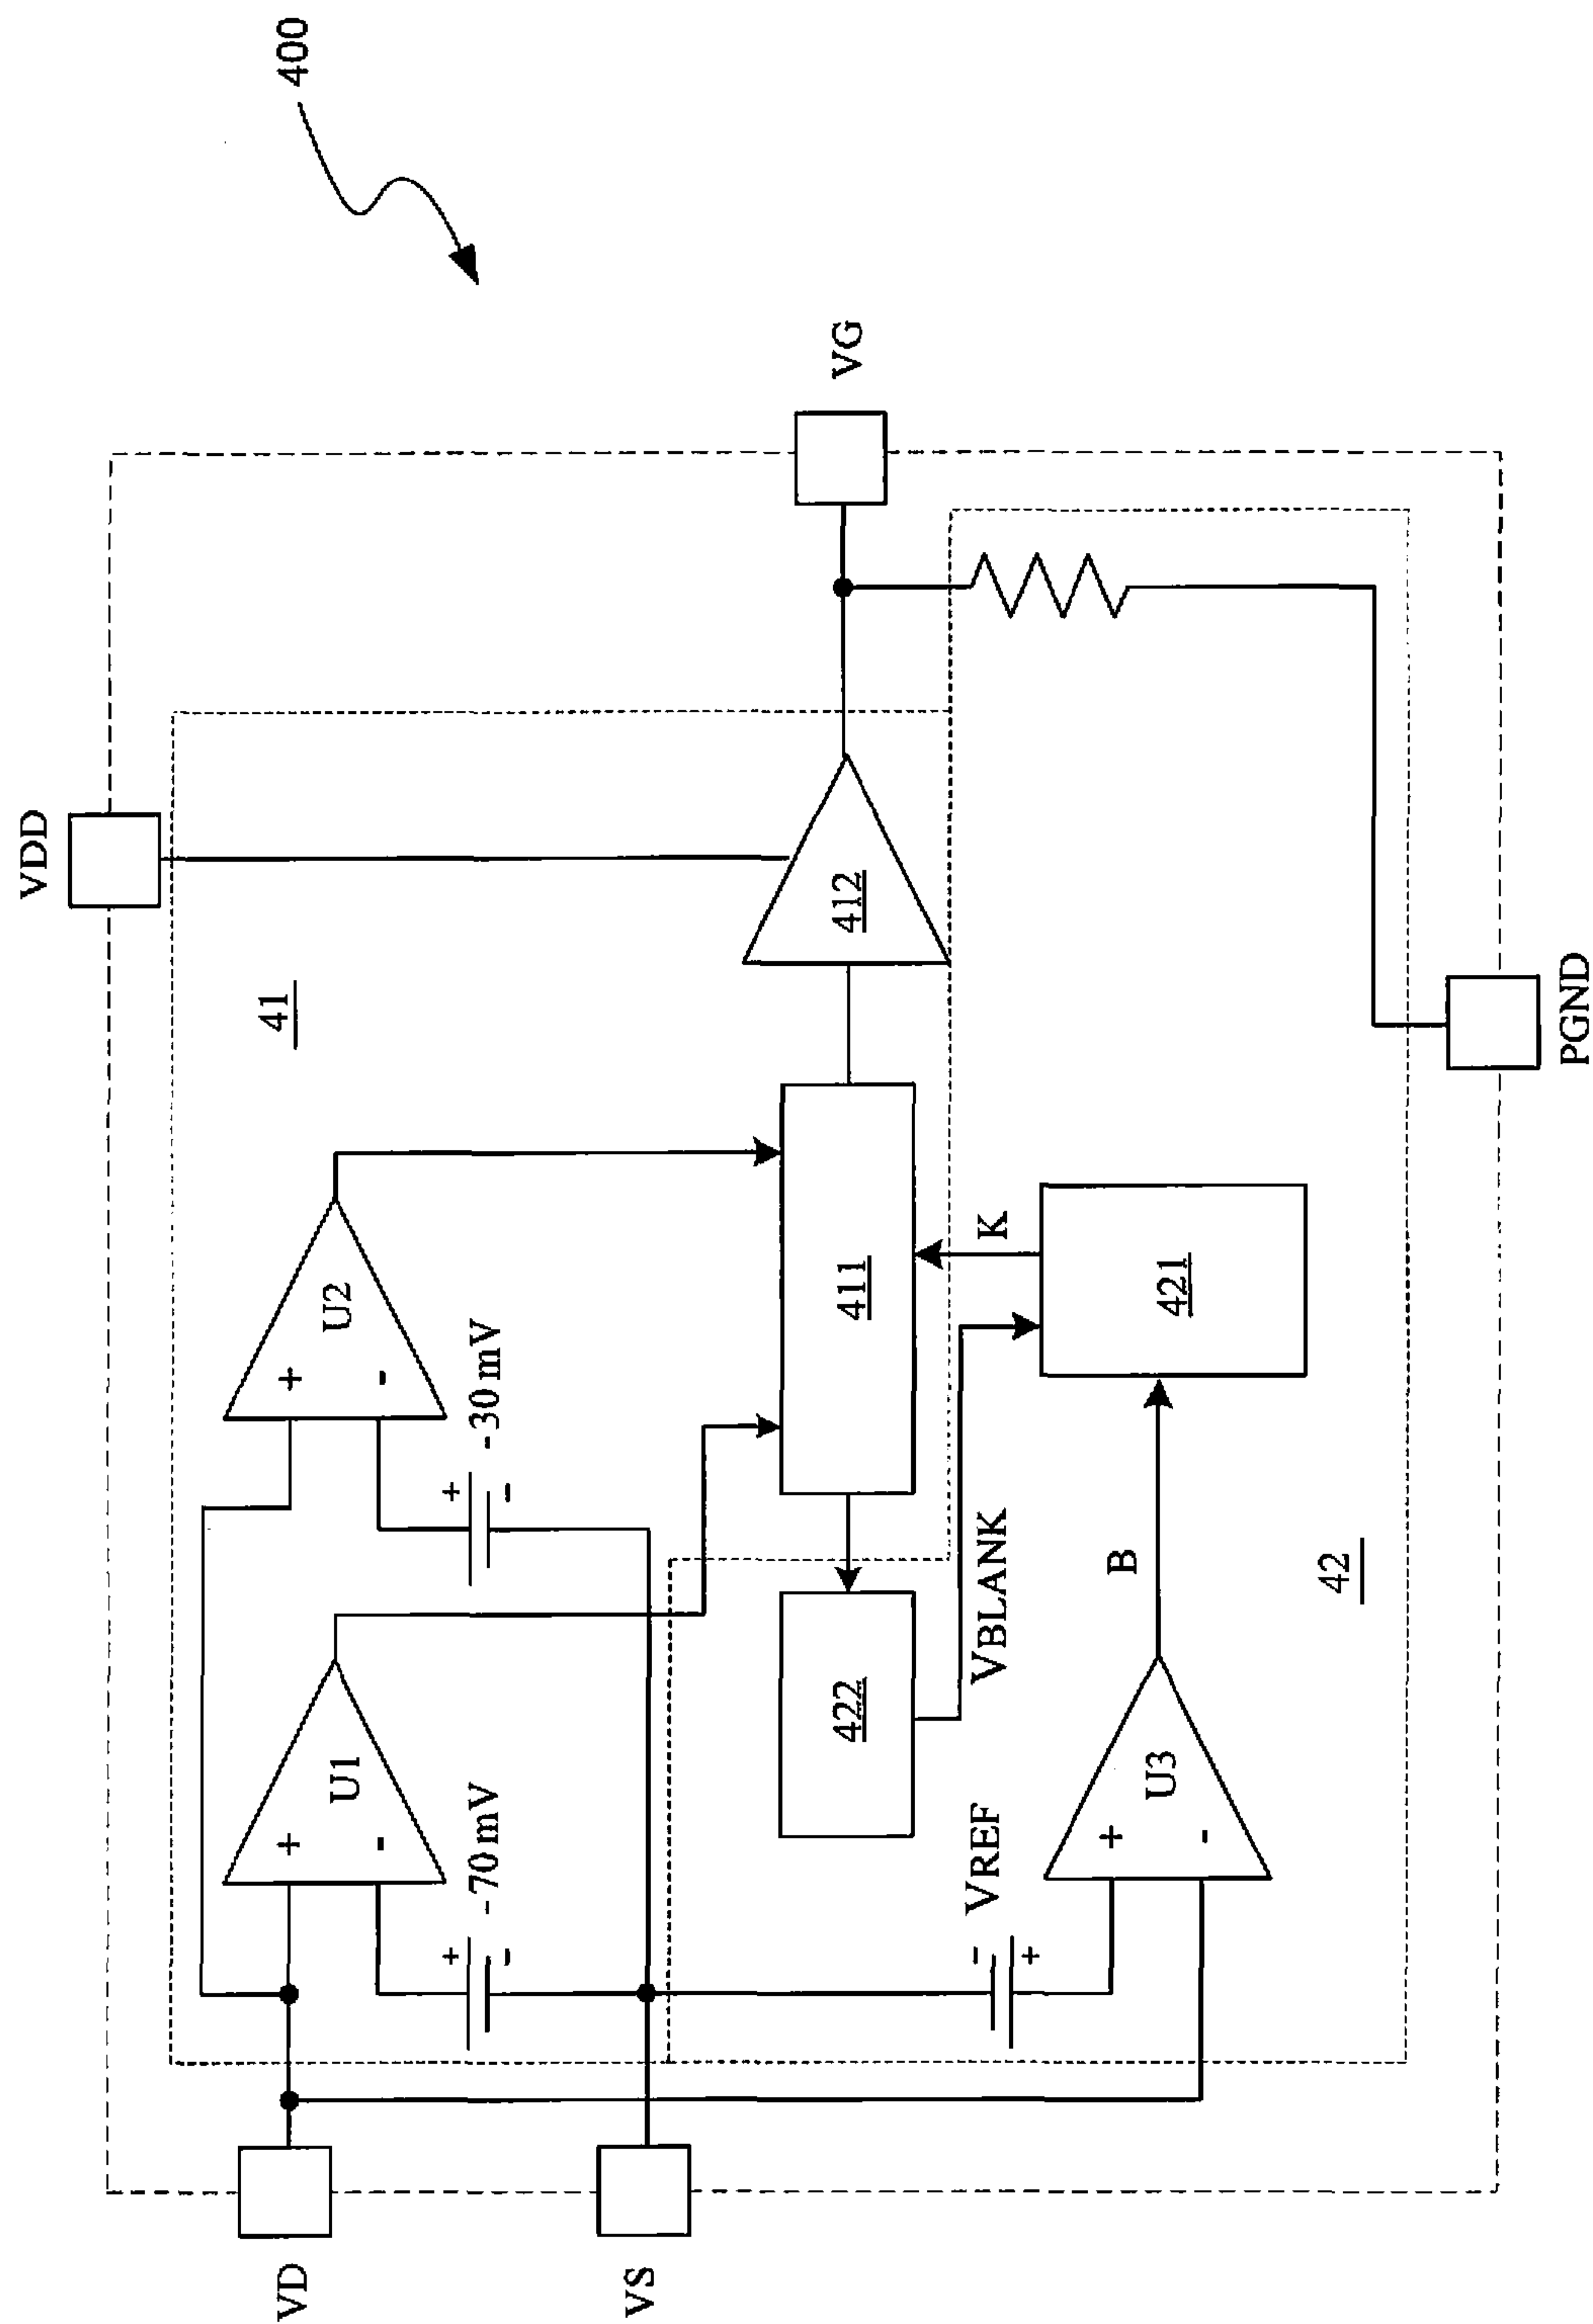 400
VDD
41
VD
+
-
U1
+
-
-70 mV
+
-
U2
+
-
-30 mV
VS
422
411
412
VG
VBLANK
K
-
+
VREF
+
-
U3
B
421
42
PGND